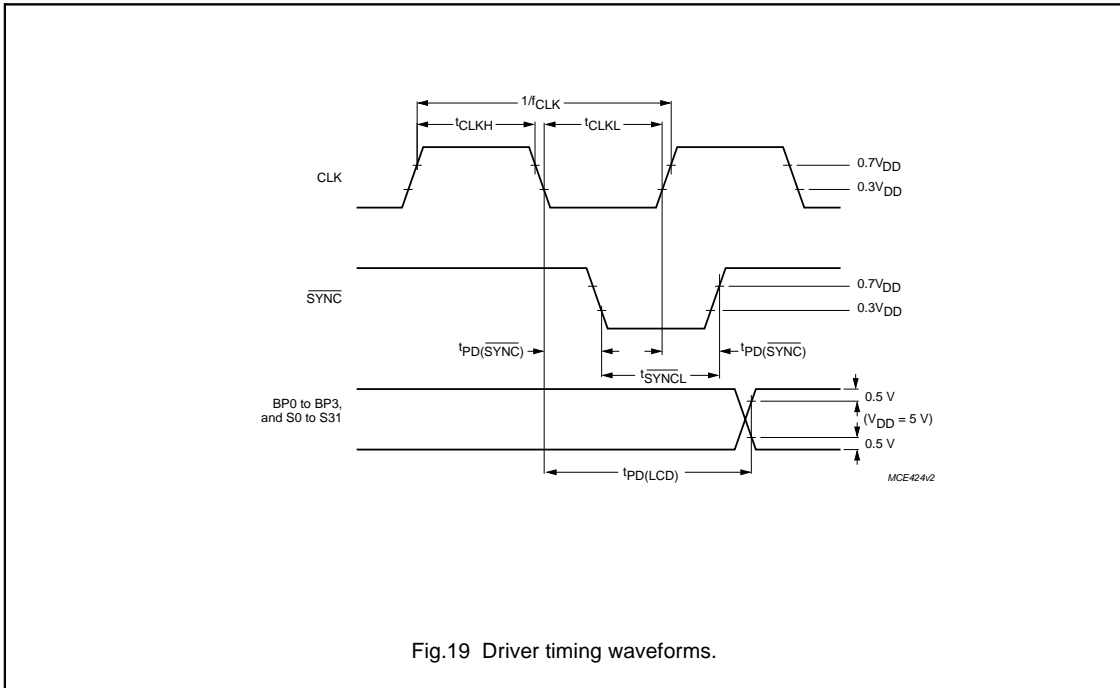 1/fCLK
tCLKH
tCLKL
0.7VDD
CLK
0.3VDD
0.7VDD
SYNC
0.3VDD
tPD(SYNC)
tPD(SYNC)
tSYNCL
BP0 to BP3,
and S0 to S31
0.5 V
(VDD = 5 V)
0.5 V
tPD(LCD)
MCE424v2
Fig.19 Driver timing waveforms.